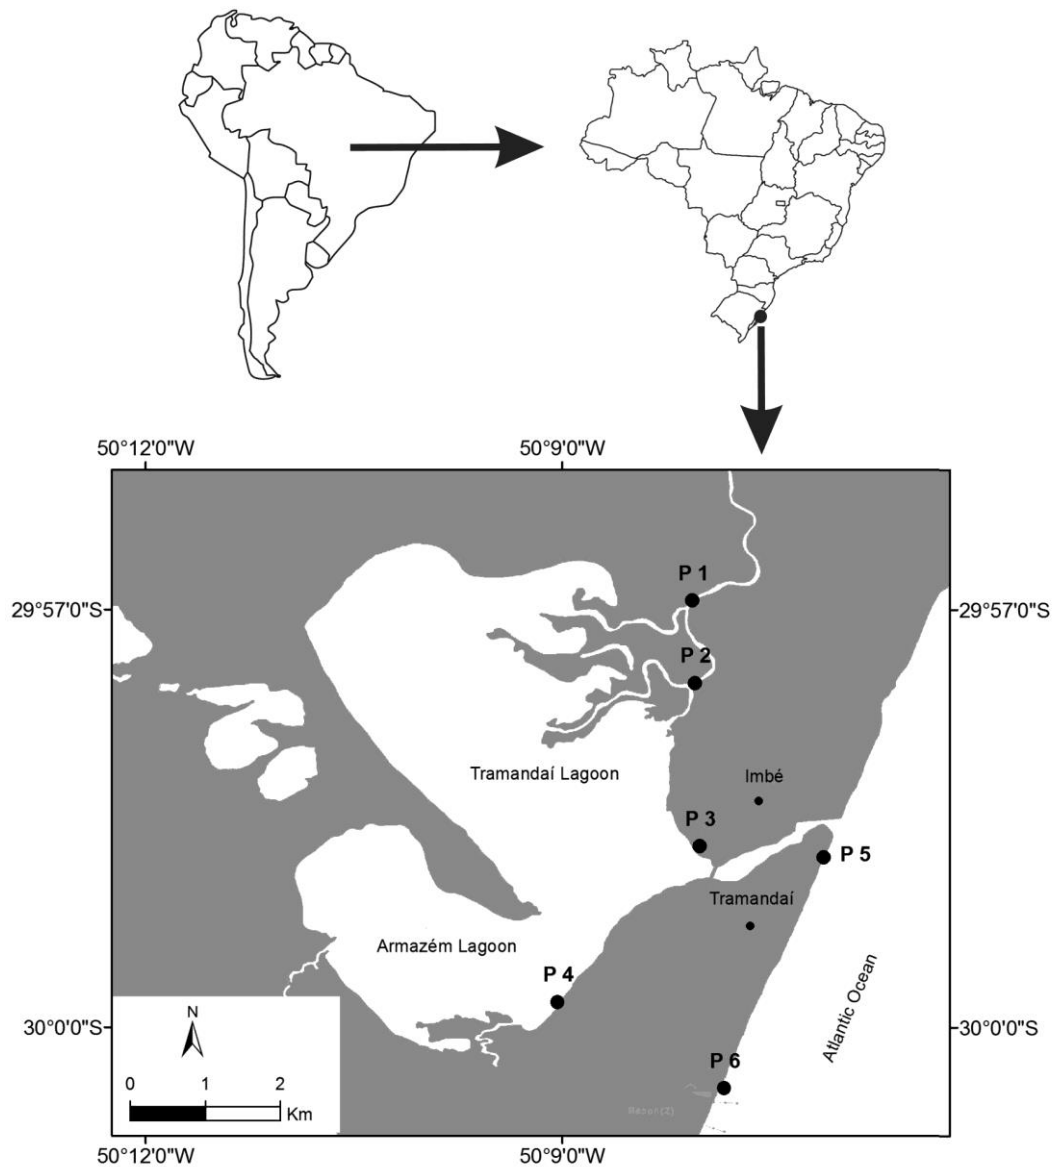 50°12'0"W 50°9'0"W
P 1
29°57'0"S 29°57'0"S
P 2
Tramandaí Lagoon
Imbé
P 3
P 5
Tramandaí
Armazém Lagoon
Atlantic Ocean
P 4
N
30°0'0"S 30°0'0"S
P 6
0 1 2
Km
50°12'0"W 50°9'0"W